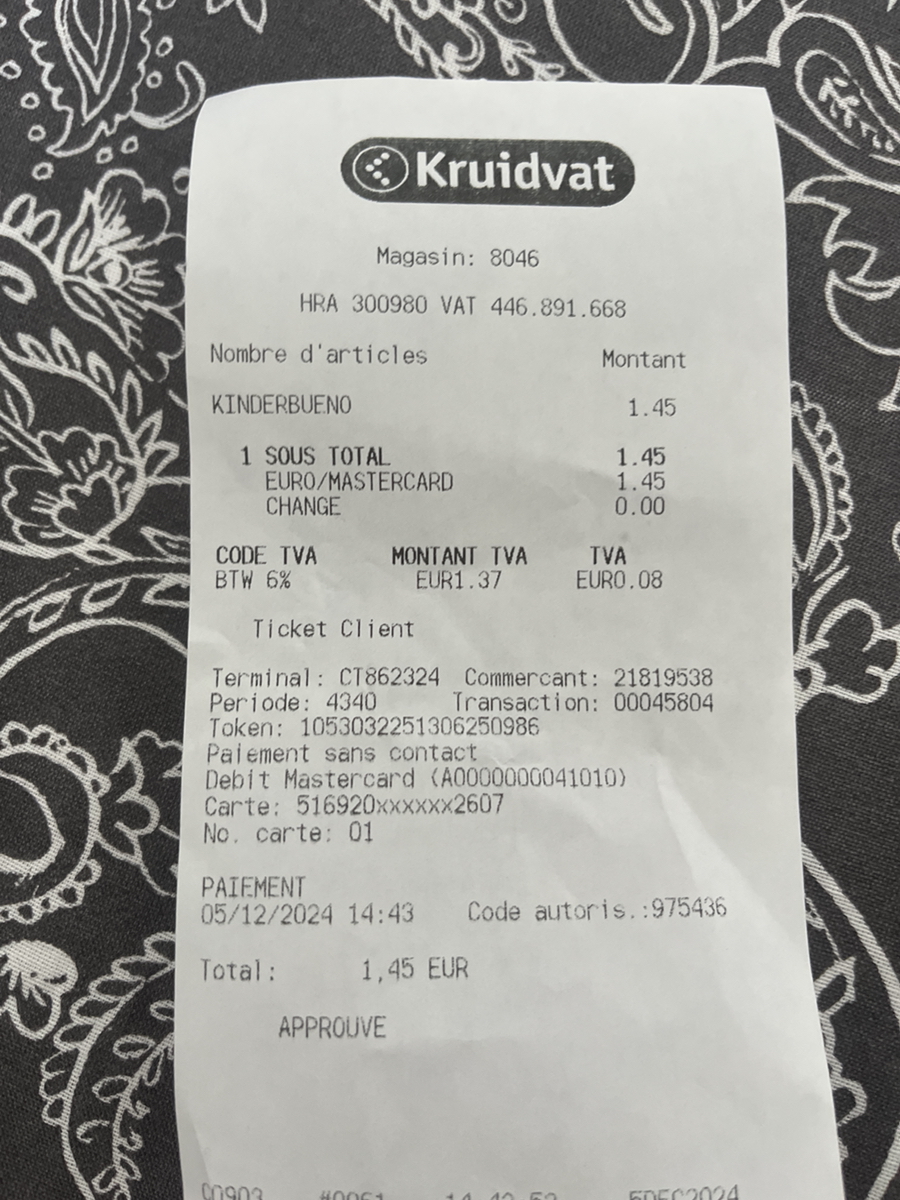 Kruidvat
Magasin: 8046
HRA 300980 VAT 446.891.668
Nombre d'articles Montant
KINDERBUENO 1.45
1 SOUS TOTAL 1.45
EURO/MASTERCARD 1.45
CHANGE 0.00
CODE TVA MONTANT TVA TVA
BTW 6% EUR1.37 EUR0.08
Ticket Client
Terminal: CT862324 Commercant: 21819538
Periode: 4340 Transaction: 00045804
Token: 1053032251306250986
Paiement sans contact
Debit Mastercard (A0000000041010)
Carte: 516920xxxxxx2607
No. carte: 01
PAIEMENT
05/12/2024 14:43 Code autoris.:975436
Total: 1,45 EUR
APPROUVE
5DEC2024